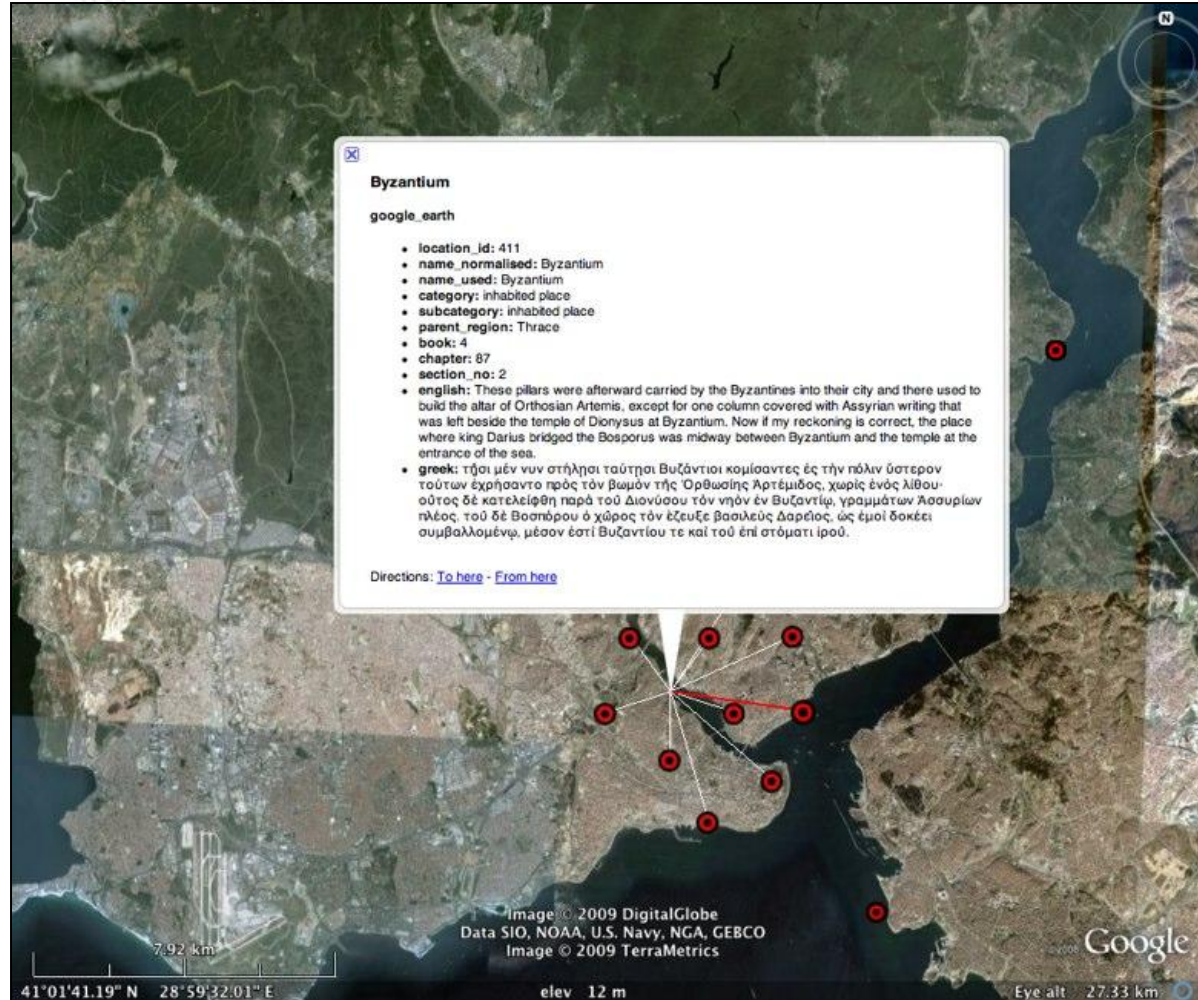 N
Byzantium
google_earth
• location_id: 411
• name_normalised: Byzantium
• name_used: Byzantium
• category: inhabited place
• subcategory: inhabited place
• parent_region: Thrace
• book: 4
• chapter: 87
• section_no: 2
• english: These pillars were afterward carried by the Byzantines into their city and there used to
build the altar of Orthosian Artemis, except for one column covered with Assyrian writing that
was left beside the temple of Dionysus at Byzantium. Now if my reckoning is correct, the place
where king Darius bridged the Bosporus was midway between Byzantium and the temple at the
entrance of the sea.
• greek: τῇσι μέν νυν στήλῃσι ταύτῃσι Βυζάντιοι κομίσαντες ἐς τὴν πόλιν ὕστερον
τούτων ἐχρήσαντο πρὸς τὸν βωμὸν τῆς Ὀρθωσίης Ἀρτέμιδος, χωρὶς ἑνὸς λίθου·
οὗτος δὲ κατελείφθη παρὰ τοῦ Διονύσου τὸν νηὸν ἐν Βυζαντίῳ, γραμμάτων Ἀσσυρίων
πλέος. τοῦ δὲ Βοσπόρου ὁ χῶρος τὸν ἔζευξε βασιλεὺς Δαρεῖος, ὡς ἐμοὶ δοκέει
συμβαλλομένῳ, μέσον ἐστὶ Βυζαντίου τε καὶ τοῦ ἐπὶ στόματι ἱροῦ.
Directions: To here - From here
Image © 2009 DigitalGlobe
Data SIO, NOAA, U.S. Navy, NGA, GEBCO
Image © 2009 TerraMetrics
Google
7.92 km
41°01'41.19" N 28°59'32.01" E elev 12 m Eye alt 27.33 km